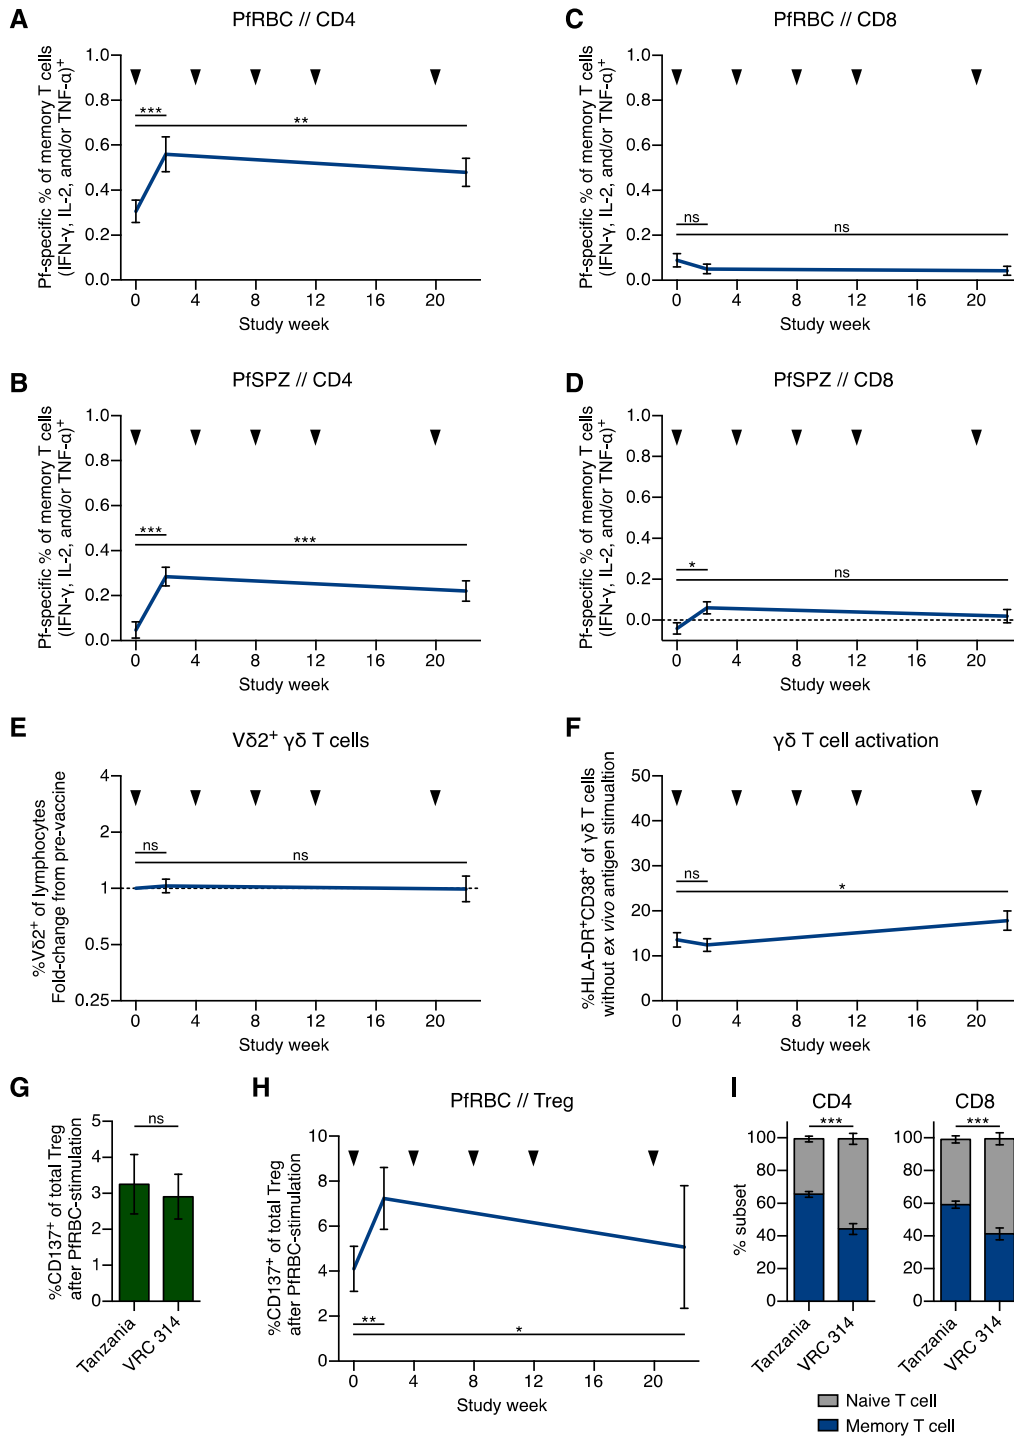 A
PfRBC // CD4
Pf-specific % of memory T cells
(IFN-γ, IL-2, and/or TNF-α)+
1.0
0.8
0.6
0.4
0.2
0.0
***
**
0 4 8 12 16 20
Study week
C
PfRBC // CD8
Pf-specific % of memory T cells
(IFN-γ, IL-2, and/or TNF-α)+
1.0
0.8
0.6
0.4
0.2
0.0
ns
ns
0 4 8 12 16 20
Study week
B
PfSPZ // CD4
Pf-specific % of memory T cells
(IFN-γ, IL-2, and/or TNF-α)+
1.0
0.8
0.6
0.4
0.2
0.0
***
***
0 4 8 12 16 20
Study week
D
PfSPZ // CD8
Pf-specific % of memory T cells
(IFN-γ, IL-2, and/or TNF-α)+
1.0
0.8
0.6
0.4
0.2
0.0
*
ns
0 4 8 12 16 20
Study week
E
Vδ2+ γδ T cells
%Vδ2+ of lymphocytes
Fold-change from pre-vaccine
4
2
1
0.5
0.25
ns
ns
0 4 8 12 16 20
Study week
F
γδ T cell activation
%HLA-DR+CD38+ of γδ T cells
without ex vivo antigen stimualtion
50
40
30
20
10
0
ns
*
0 4 8 12 16 20
Study week
G
%CD137+ of total Treg
after PfRBC-stimulation
5
4
3
2
1
0
ns
Tanzania
VRC 314
H
PfRBC // Treg
%CD137+ of total Treg
after PfRBC-stimulation
10
8
6
4
2
0
**
*
0 4 8 12 16 20
Study week
I
CD4
% subset
100
80
60
40
20
0
***
Tanzania
VRC 314
CD8
100
80
60
40
20
0
***
Tanzania
VRC 314
Naive T cell
Memory T cell